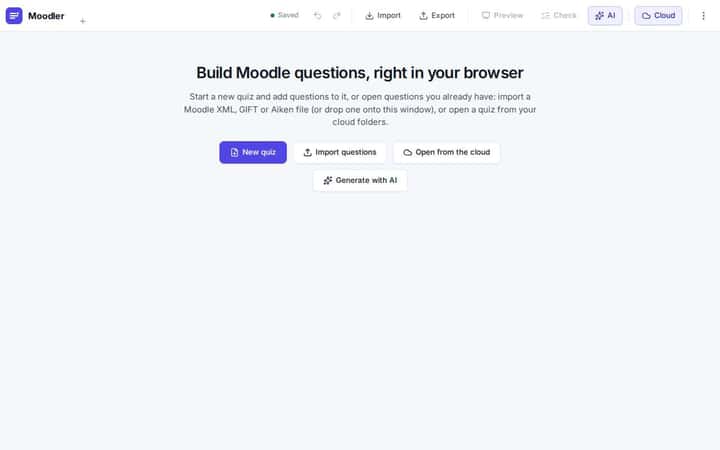 Moodler
+
Saved
Import
Export
Preview
Check
AI
Cloud
Build Moodle questions, right in your browser
Start a new quiz and add questions to it, or open questions you already have: import a
Moodle XML, GIFT or Aiken file (or drop one onto this window), or open a quiz from your
cloud folders.
New quiz
Import questions
Open from the cloud
Generate with AI